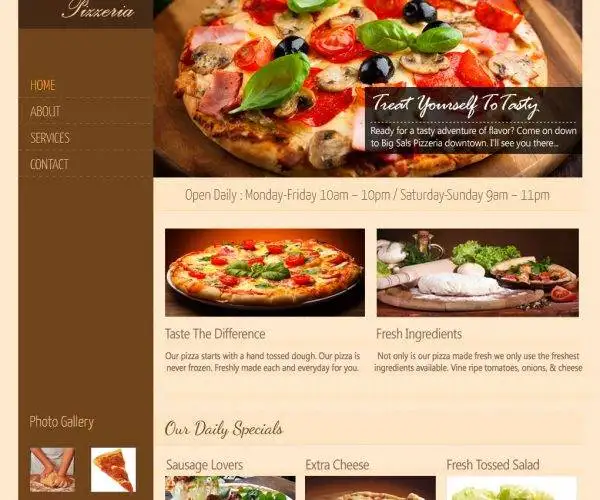 Pizzeria
HOME
ABOUT
SERVICES
CONTACT
Treat Yourself To Tasty
Ready for a tasty adventure of flavor? Come on down
to Big Sals Pizzeria downtown. I'll see you there...
Open Daily : Monday-Friday 10am – 10pm / Saturday-Sunday 9am – 11pm
Taste The Difference
Our pizza starts with a hand tossed dough. Our pizza is
never frozen. Freshly made each and everyday for you.
Fresh Ingredients
Not only is our pizza made fresh we only use the freshest
ingredients available. Vine ripe tomatoes, onions, & cheese
Photo Gallery
Our Daily Specials
Sausage Lovers
Extra Cheese
Fresh Tossed Salad